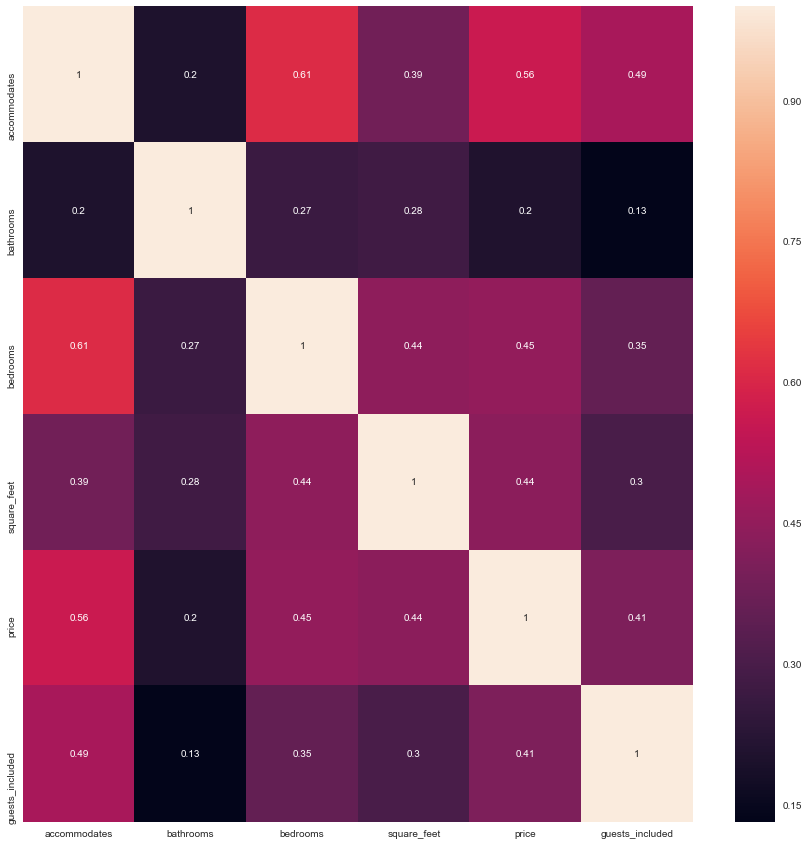 accommodates 1 0.2 0.61 0.39 0.56 0.49
bathrooms 0.2 1 0.27 0.28 0.2 0.13
bedrooms 0.61 0.27 1 0.44 0.45 0.35
square_feet 0.39 0.28 0.44 1 0.44 0.3
price 0.56 0.2 0.45 0.44 1 0.41
guests_included 0.49 0.13 0.35 0.3 0.41 1
accommodates bathrooms bedrooms square_feet price guests_included
0.90
0.75
0.60
0.45
0.30
0.15